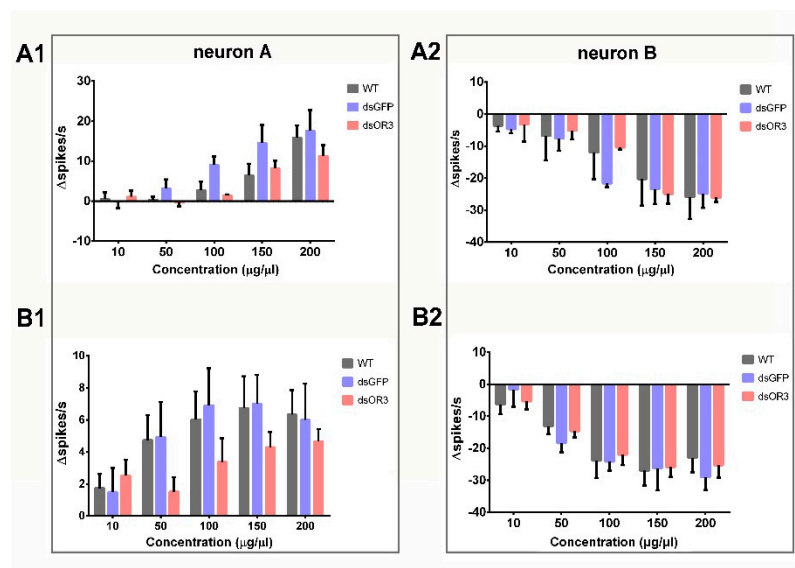 A1
neuron A
30
20
10
0
-10
Δspikes/s
WT
dsGFP
dsOR3
10 50 100 150 200
Concentration (μg/μl)
A2
neuron B
10
0
-10
-20
-30
-40
Δspikes/s
WT
dsGFP
dsOR3
10 50 100 150 200
Concentration (μg/μl)
B1
10
8
6
4
2
0
Δspikes/s
WT
dsGFP
dsOR3
10 50 100 150 200
Concentration (μg/μl)
B2
-10
0
-10
-20
-30
-40
Δspikes/s
WT
dsGFP
dsOR3
10 50 100 150 200
Concentration (μg/μl)